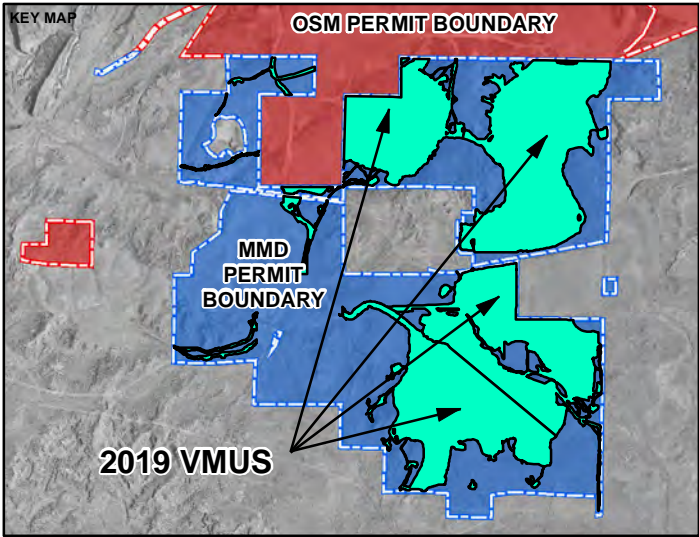 KEY MAP
OSM PERMIT BOUNDARY
MMD
PERMIT
BOUNDARY
2019 VMUS